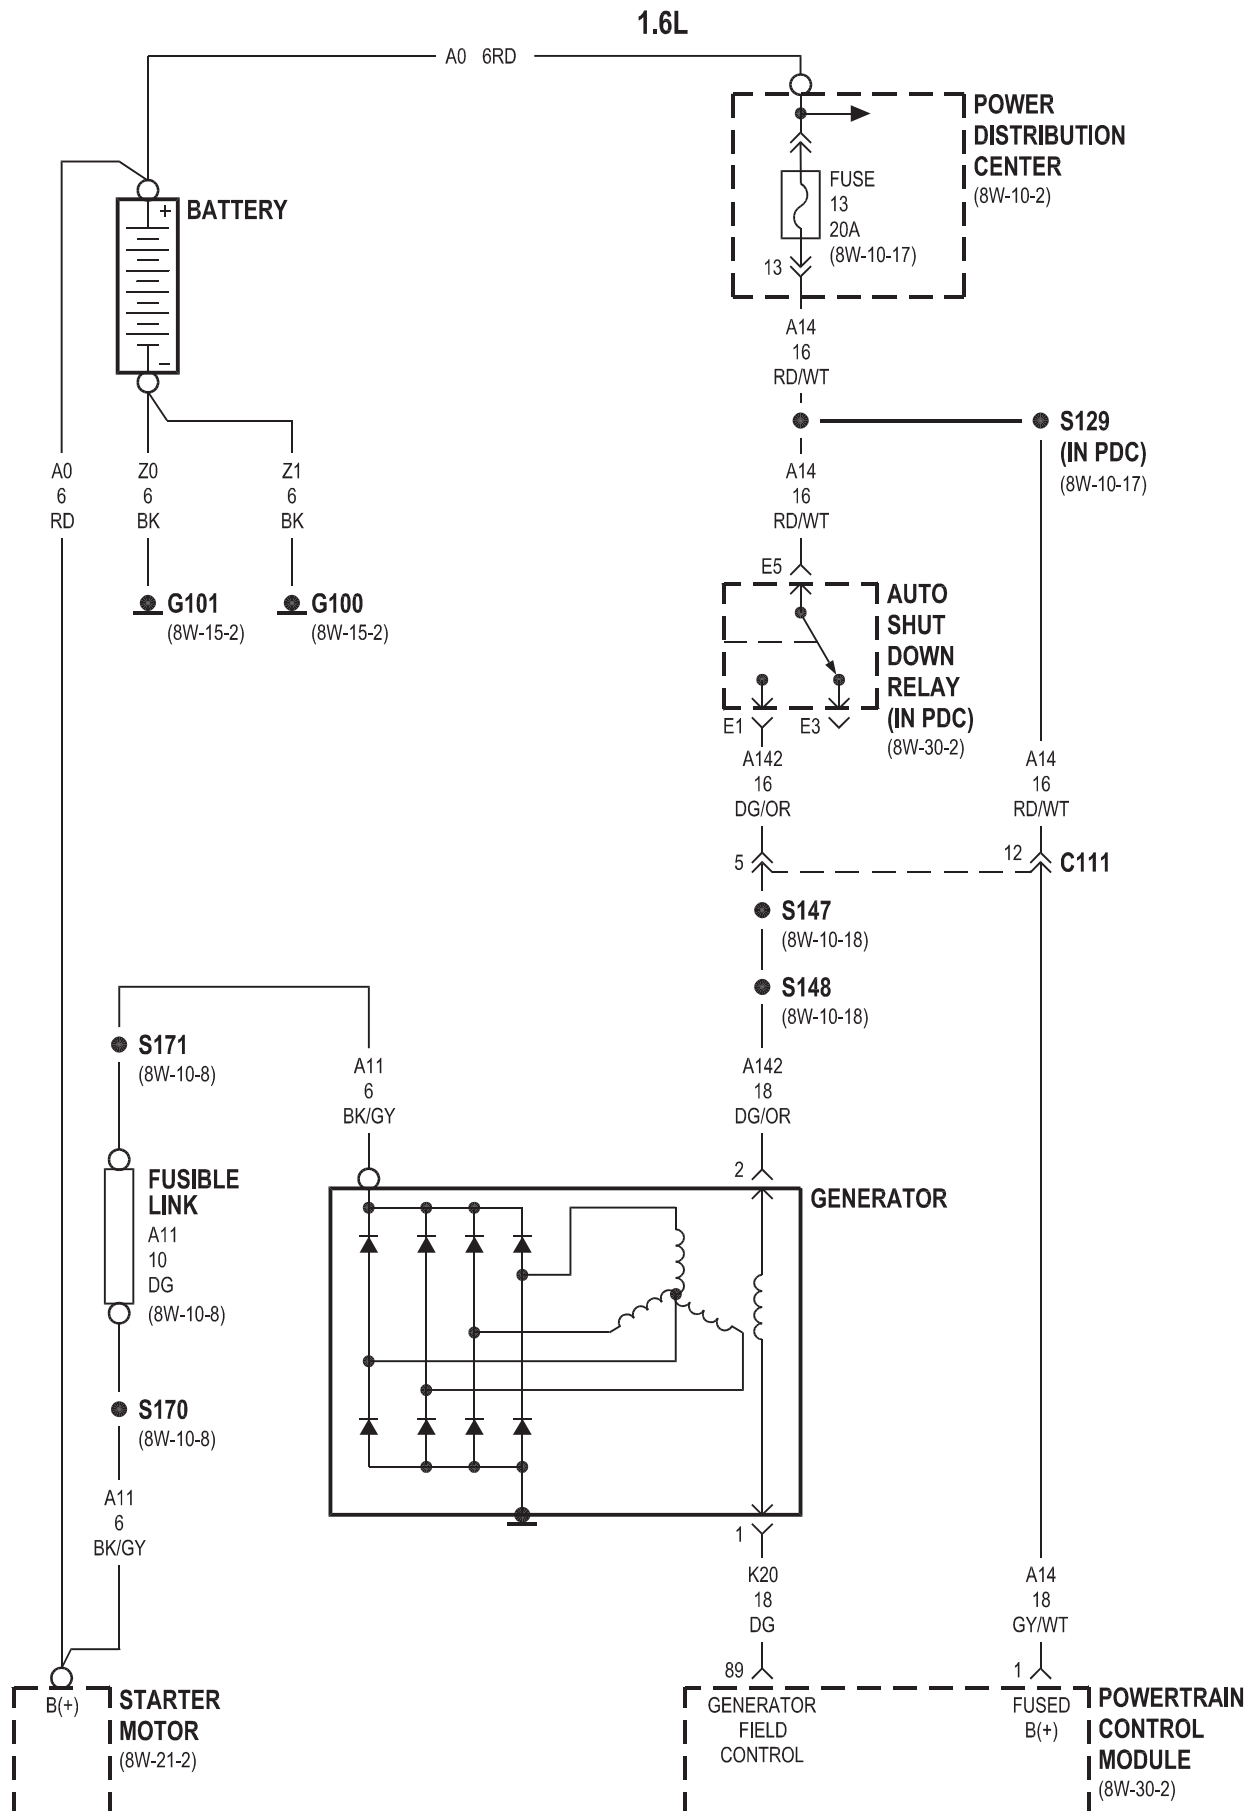 1.6L
A0 6RD
POWER
DISTRIBUTION
CENTER
(8W-10-2)
FUSE
13
20A
(8W-10-17)
13
+
BATTERY
–
A14
16
RD/WT
S129
(IN PDC)
(8W-10-17)
A0
6
RD
Z0
6
BK
Z1
6
BK
A14
16
RD/WT
G101
(8W-15-2)
G100
(8W-15-2)
E5
AUTO
SHUT
DOWN
RELAY
(IN PDC)
(8W-30-2)
E1
E3
A142
16
DG/OR
A14
16
RD/WT
5
12
C111
S147
(8W-10-18)
S148
(8W-10-18)
S171
(8W-10-8)
A11
6
BK/GY
A142
18
DG/OR
2
FUSIBLE
LINK
A11
10
DG
(8W-10-8)
GENERATOR
S170
(8W-10-8)
A11
6
BK/GY
1
K20
18
DG
A14
18
GY/WT
89
1
B(+)
STARTER
MOTOR
(8W-21-2)
GENERATOR
FIELD
CONTROL
FUSED
B(+)
POWERTRAIN
CONTROL
MODULE
(8W-30-2)